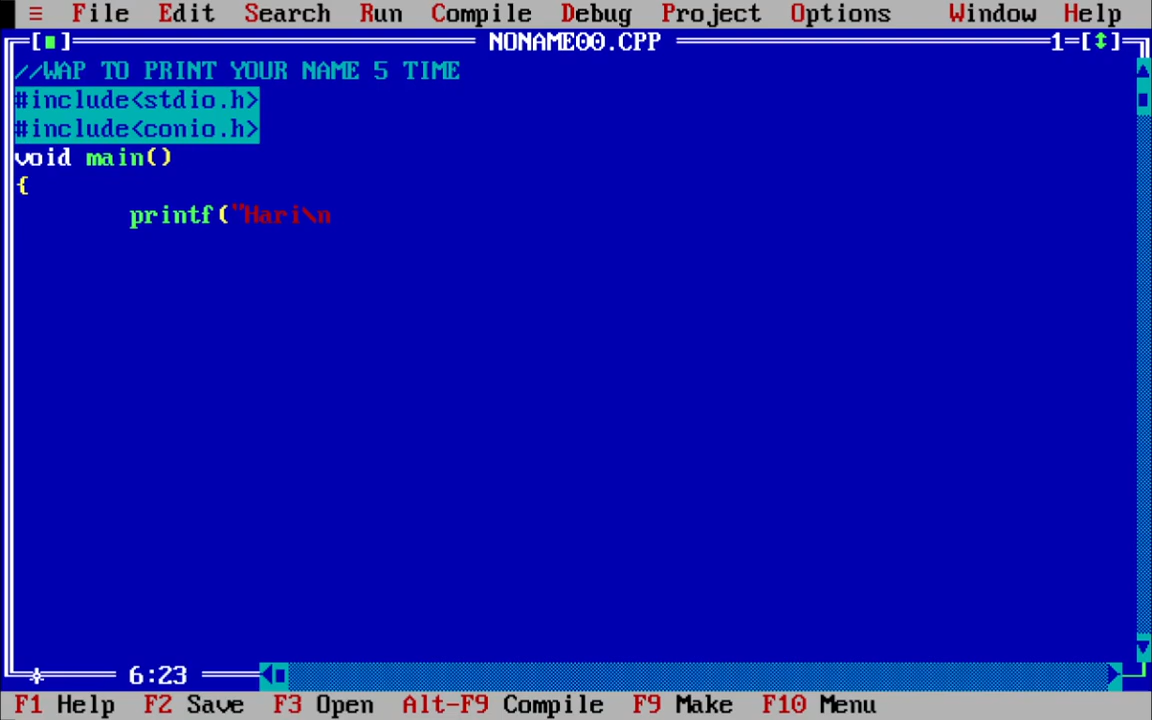 ≡ File Edit Search Run Compile Debug Project Options Window Help
[■] NONAME00.CPP 1=[↕]
//WAP TO PRINT YOUR NAME 5 TIME
#include<stdio.h>
#include<conio.h>
void main()
{
printf("Hari\n
6:23
F1 Help F2 Save F3 Open Alt-F9 Compile F9 Make F10 Menu